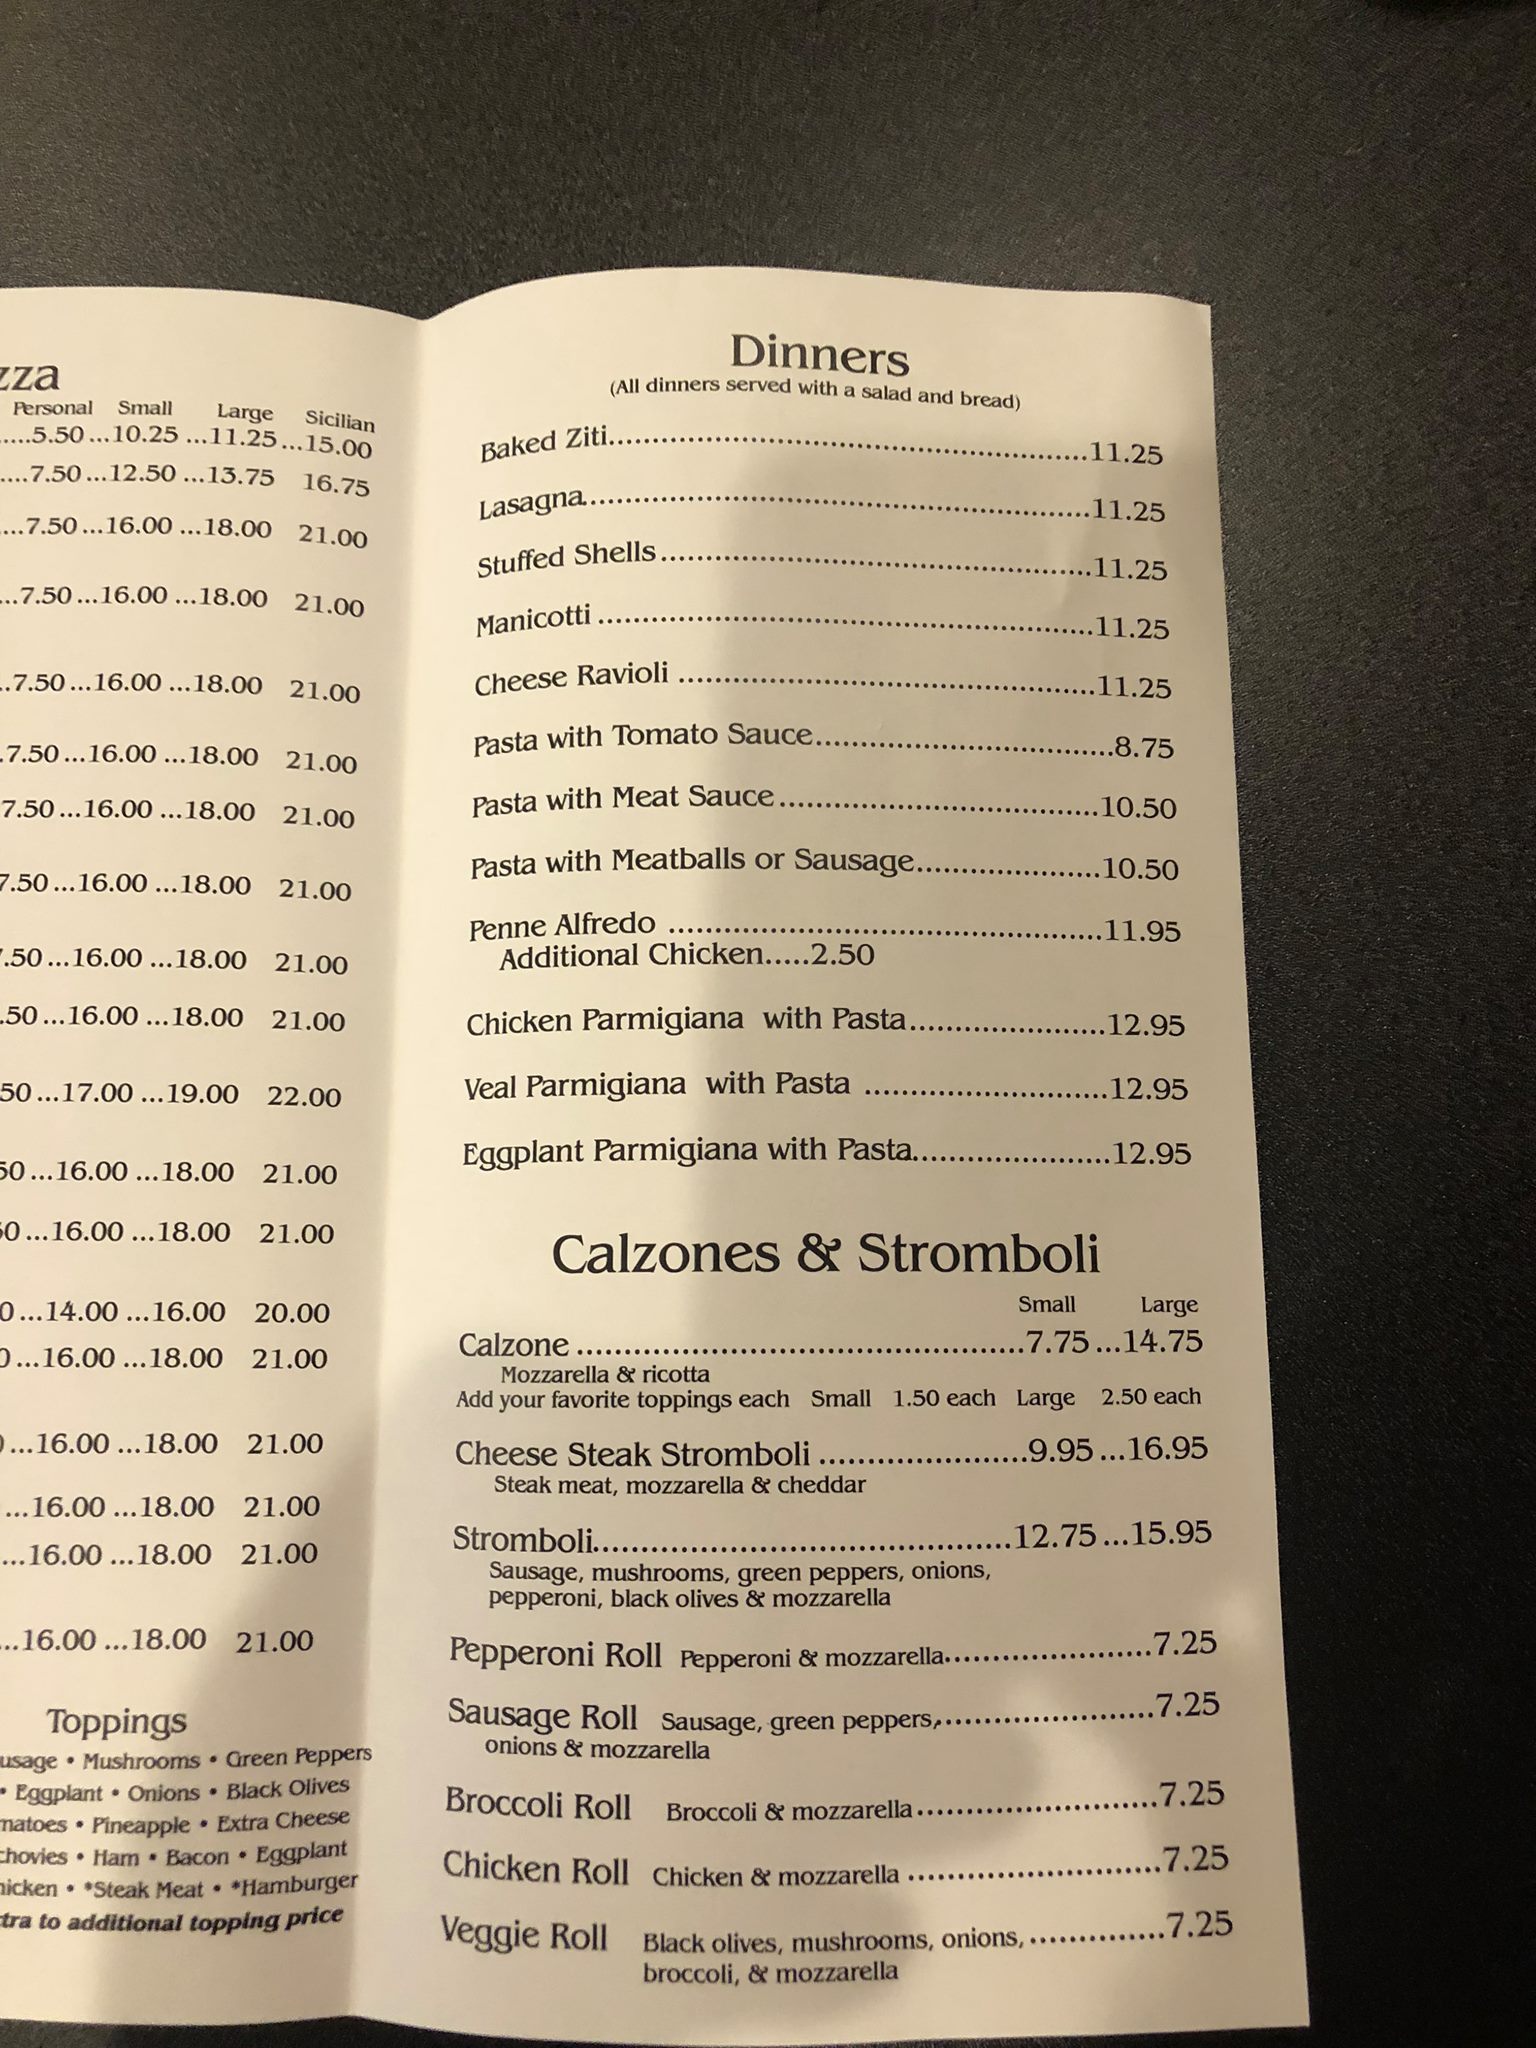 Personal Small Large Sicilian
.....5.50...10.25...11.25...15.00
....7.50...12.50...13.75 16.75
...7.50...16.00...18.00 21.00
...7.50...16.00...18.00 21.00
..7.50...16.00...18.00 21.00
.7.50...16.00...18.00 21.00
7.50...16.00...18.00 21.00
7.50...16.00...18.00 21.00
.50...16.00...18.00 21.00
.50...16.00...18.00 21.00
50...17.00...19.00 22.00
50...16.00...18.00 21.00
...16.00...18.00 21.00
0...14.00...16.00 20.00
0...16.00...18.00 21.00
...16.00...18.00 21.00
...16.00...18.00 21.00
...16.00...18.00 21.00
...16.00...18.00 21.00
Toppings
• Mushrooms • Green Peppers
• Eggplant • Onions • Black Olives
• Pineapple • Extra Cheese
• Ham • Bacon • Eggplant
• *Steak Meat • *Hamburger
to additional topping price
Dinners
(All dinners served with a salad and bread)
Baked Ziti..........11.25
Lasagna..........11.25
Stuffed Shells..........11.25
Manicotti..........11.25
Cheese Ravioli..........11.25
Pasta with Tomato Sauce..........8.75
Pasta with Meat Sauce..........10.50
Pasta with Meatballs or Sausage..........10.50
Penne Alfredo..........11.95
Additional Chicken.....2.50
Chicken Parmigiana with Pasta..........12.95
Veal Parmigiana with Pasta..........12.95
Eggplant Parmigiana with Pasta..........12.95
Calzones & Stromboli
Small Large
Calzone..........7.75...14.75
Mozzarella & ricotta
Add your favorite toppings each Small 1.50 each Large 2.50 each
Cheese Steak Stromboli..........9.95...16.95
Steak meat, mozzarella & cheddar
Stromboli..........12.75...15.95
Sausage, mushrooms, green peppers, onions,
pepperoni, black olives & mozzarella
Pepperoni Roll Pepperoni & mozzarella..........7.25
Sausage Roll Sausage, green peppers,..........7.25
onions & mozzarella
Broccoli Roll Broccoli & mozzarella..........7.25
Chicken Roll Chicken & mozzarella..........7.25
Veggie Roll Black olives, mushrooms, onions,..........7.25
broccoli, & mozzarella